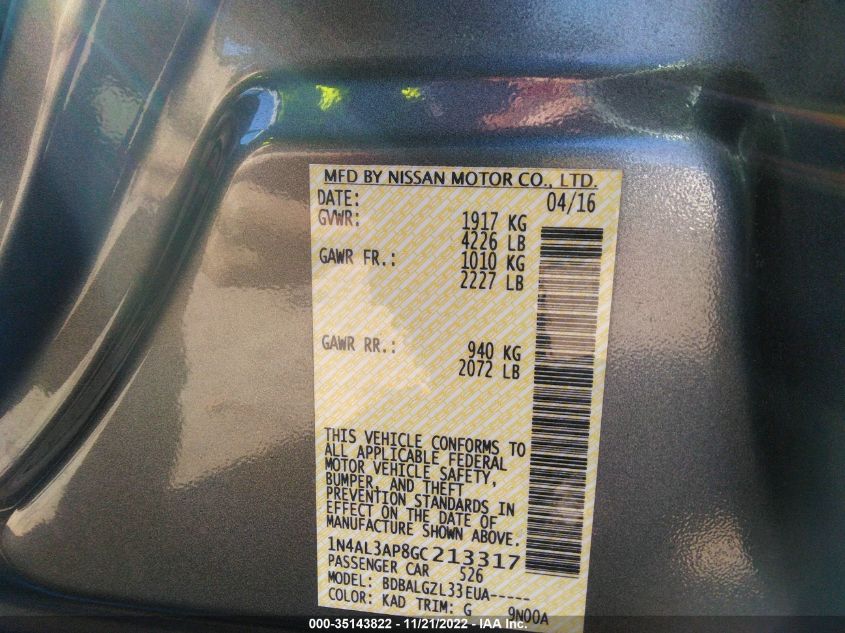 MFD BY NISSAN MOTOR CO., LTD.
DATE: 04/16
GVWR: 1917 KG
4226 LB
GAWR FR.: 1010 KG
2227 LB
GAWR RR.: 940 KG
2072 LB
THIS VEHICLE CONFORMS TO
ALL APPLICABLE FEDERAL
MOTOR VEHICLE SAFETY,
BUMPER, AND THEFT
PREVENTION STANDARDS IN
EFFECT ON THE DATE OF
MANUFACTURE SHOWN ABOVE.
1N4AL3AP8GC213317
PASSENGER CAR 526
MODEL: BDBALGZL33EUA-----
COLOR: KAD TRIM: G 9N00A
000-35143822 - 11/21/2022 - IAA Inc.